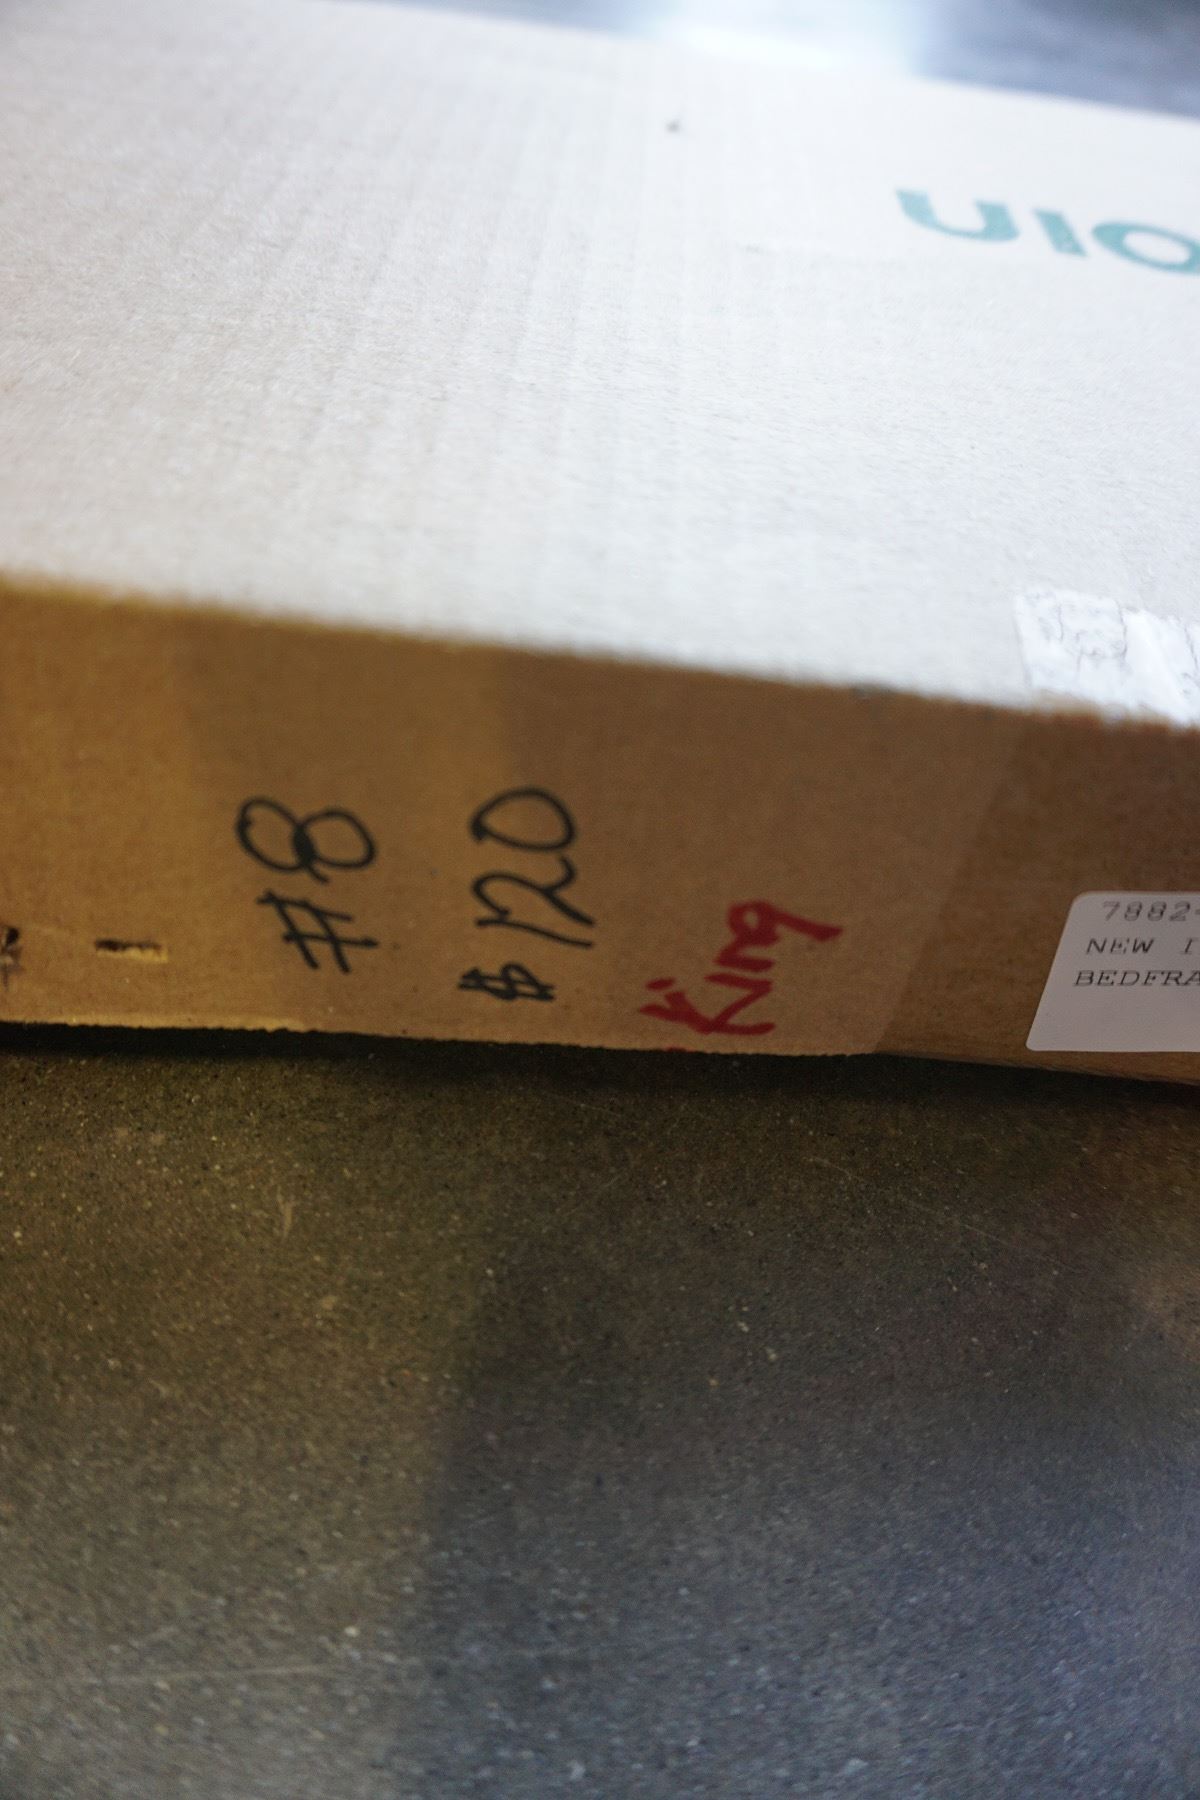 #8
$120
King
7882
NEW
BEDFRA